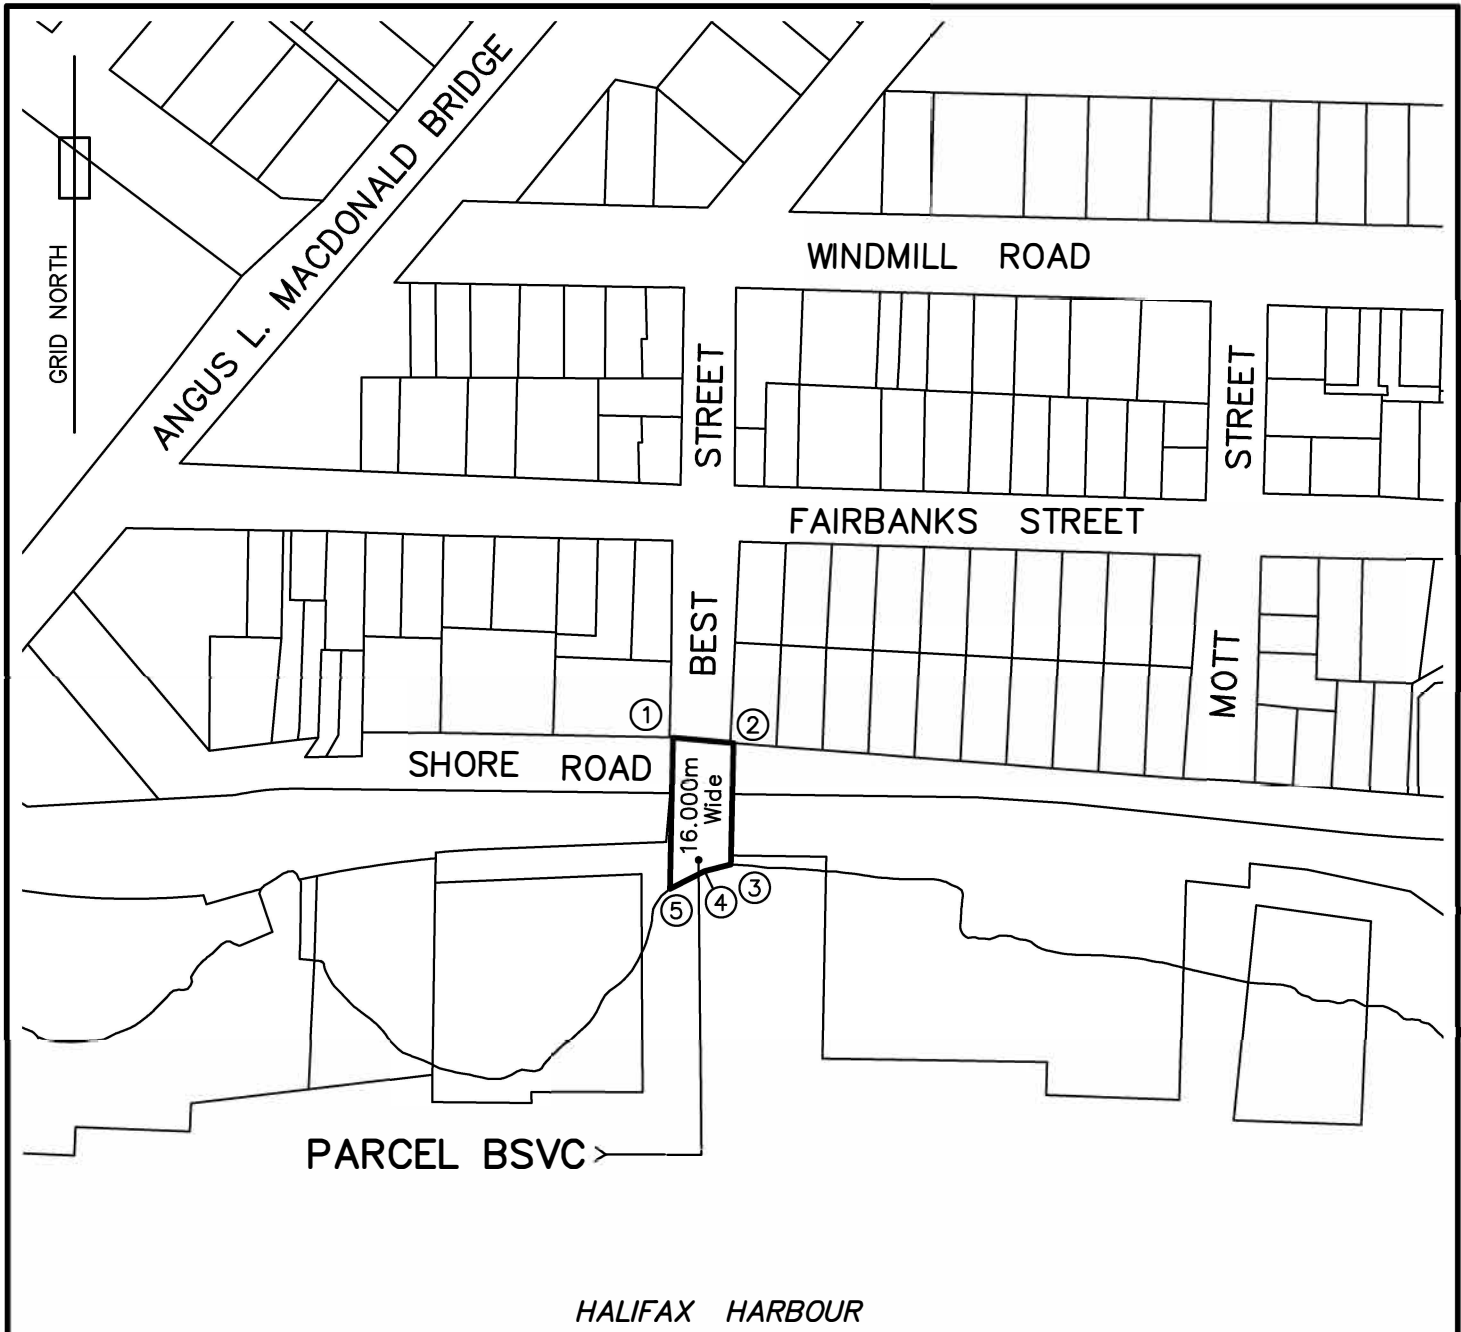 ANGUS L. MACDONALD BRIDGE
GRID NORTH
WINDMILL ROAD
STREET
STREET
FAIRBANKS STREET
BEST
MOTT
1
2
SHORE ROAD
16.000m
Wide
3
4
5
PARCEL BSVC
HALIFAX HARBOUR